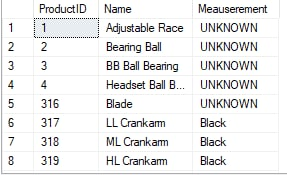 ProductID Name Meauserement
1 1 Adjustable Race UNKNOWN
2 2 Bearing Ball UNKNOWN
3 3 BB Ball Bearing UNKNOWN
4 4 Headset Ball B... UNKNOWN
5 316 Blade UNKNOWN
6 317 LL Crankarm Black
7 318 ML Crankarm Black
8 319 HL Crankarm Black